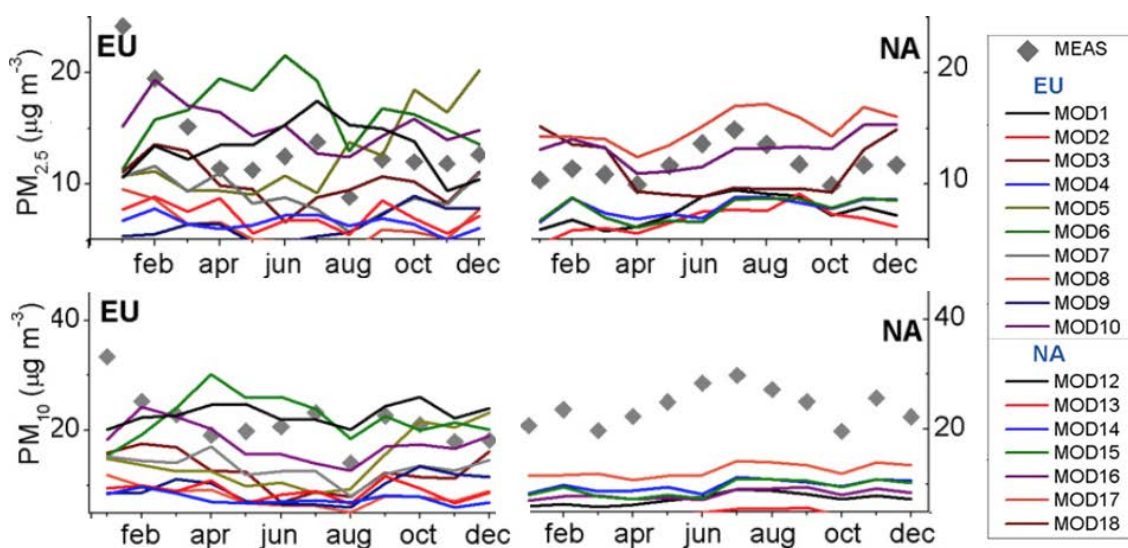 EU
NA
20
10
20
10
PM2.5 (μg m-3)
feb apr jun aug oct dec
feb apr jun aug oct dec
EU
NA
40
20
40
20
PM10 (μg m-3)
feb apr jun aug oct dec
feb apr jun aug oct dec
MEAS
EU
MOD1
MOD2
MOD3
MOD4
MOD5
MOD6
MOD7
MOD8
MOD9
MOD10
NA
MOD12
MOD13
MOD14
MOD15
MOD16
MOD17
MOD18